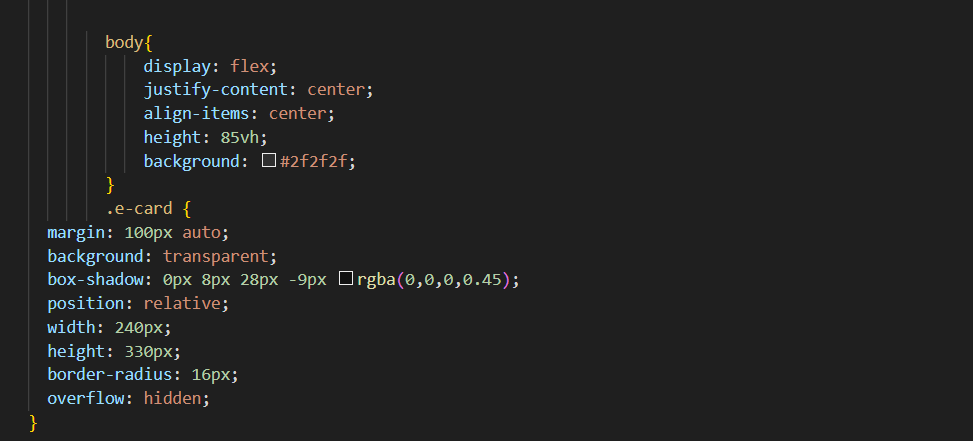 body{
display: flex;
justify-content: center;
align-items: center;
height: 85vh;
background: #2f2f2f;
}
.e-card {
margin: 100px auto;
background: transparent;
box-shadow: 0px 8px 28px -9px rgba(0,0,0,0.45);
position: relative;
width: 240px;
height: 330px;
border-radius: 16px;
overflow: hidden;
}